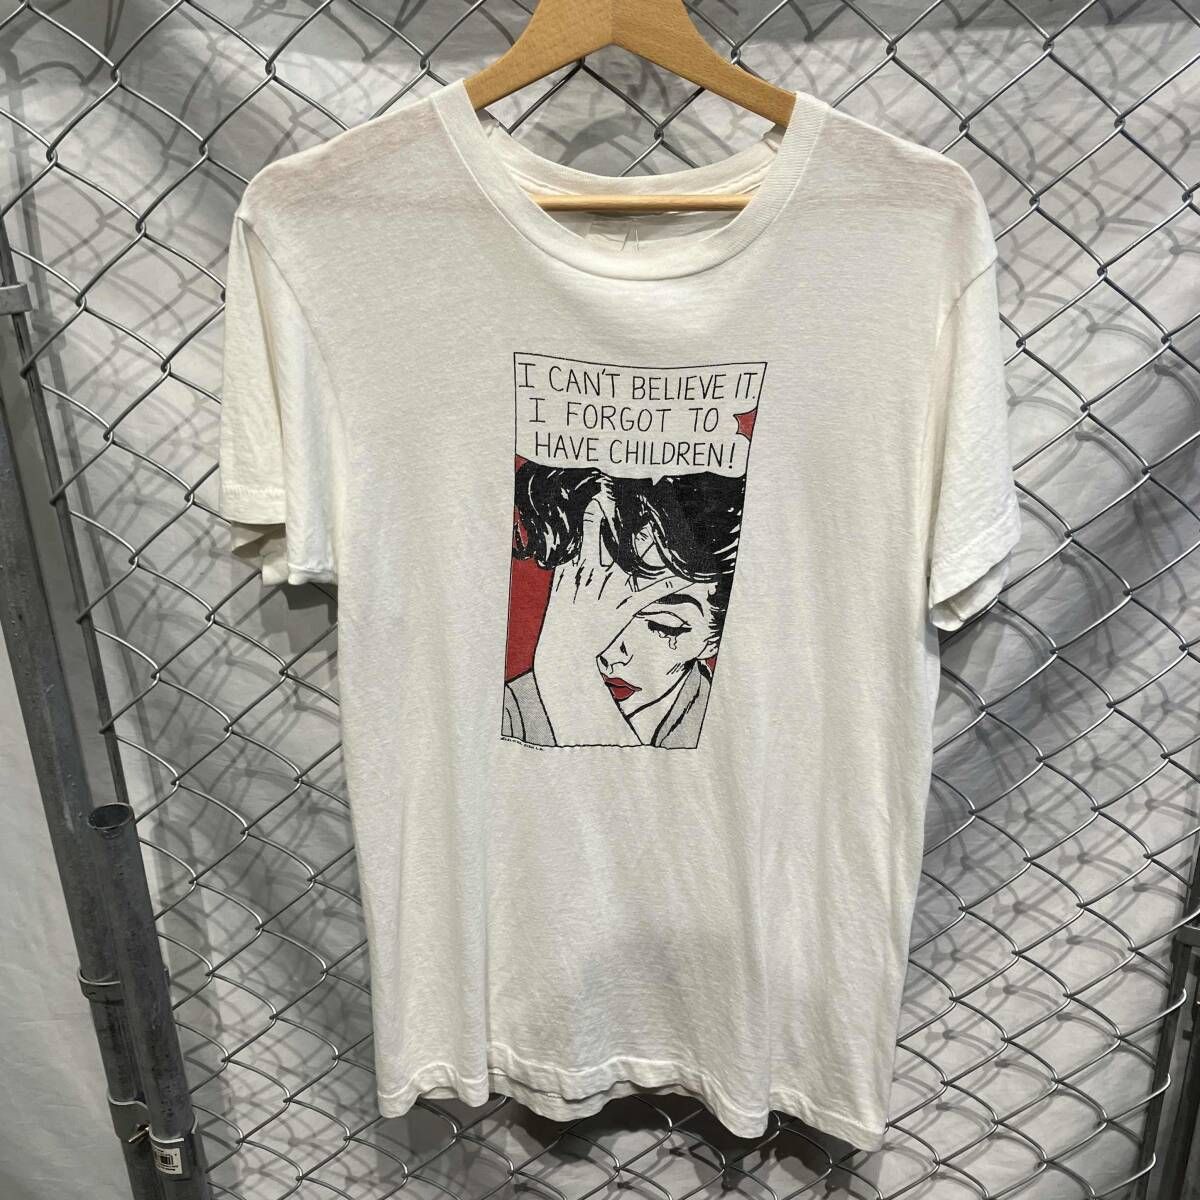 I CAN'T BELIEVE IT.
I FORGOT TO
HAVE CHILDREN!